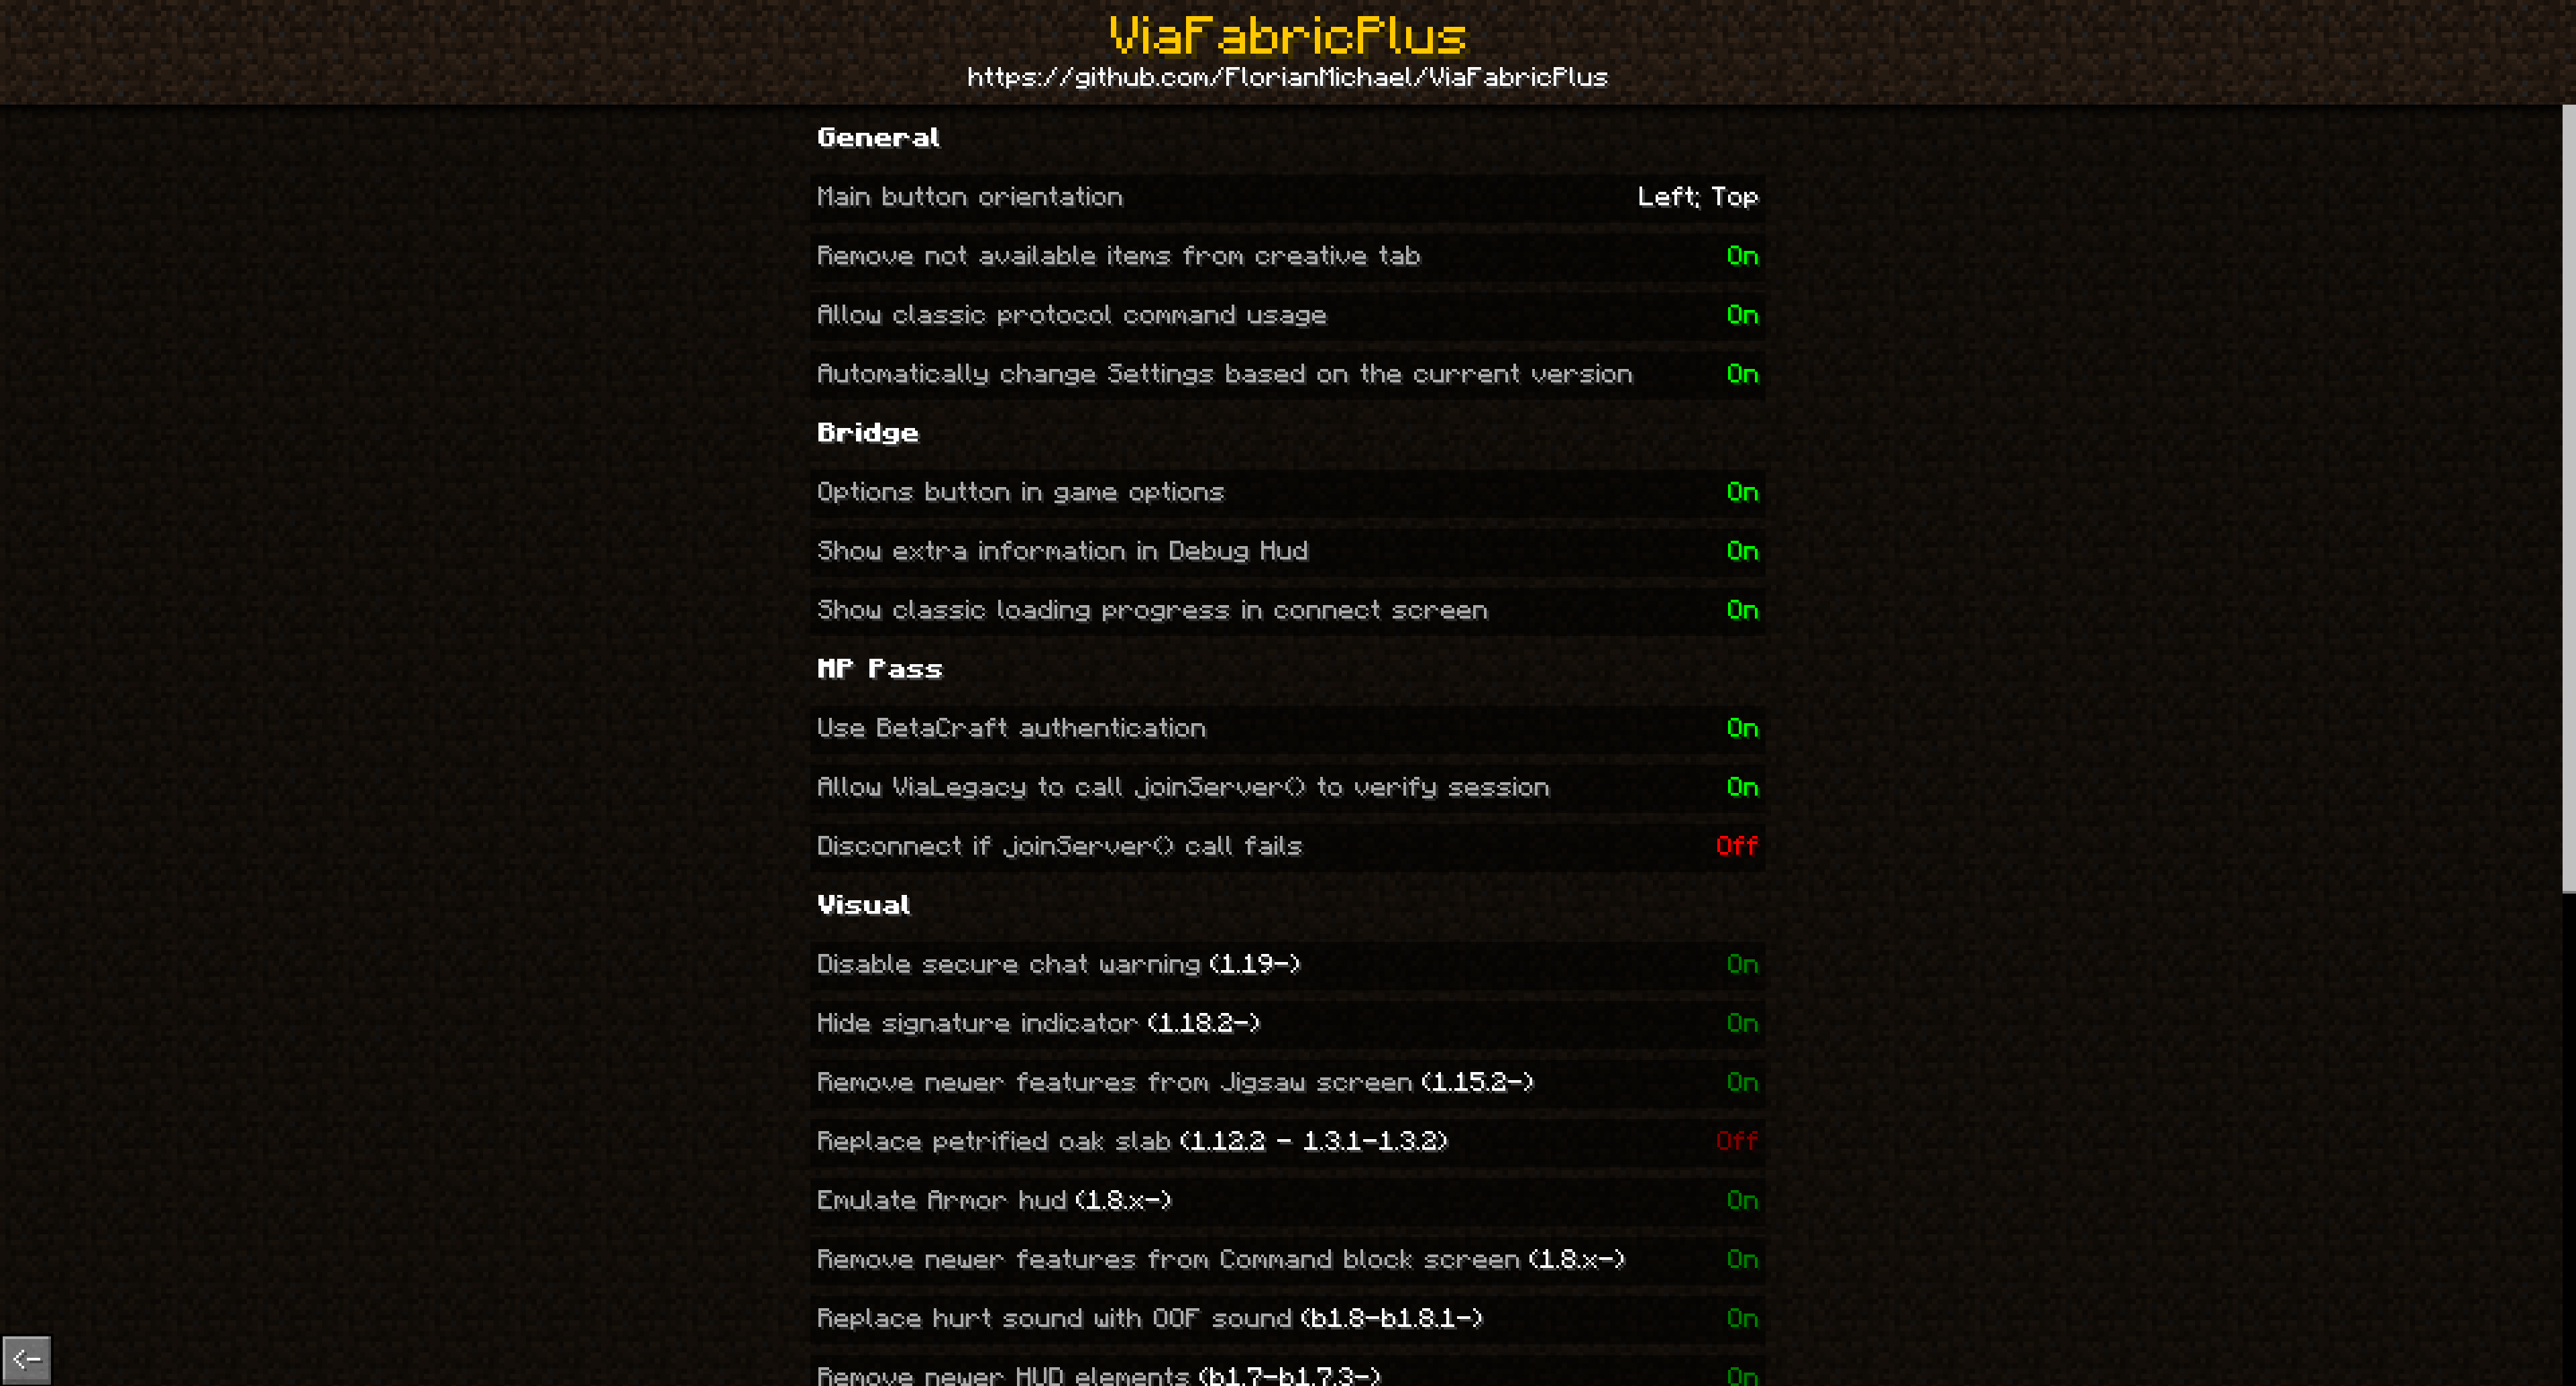 ViaFabricPlus
https://github.com/FlorianMichael/ViaFabricPlus
General
Main button orientation Left; Top
Remove not available items from creative tab On
Allow classic protocol command usage On
Automatically change Settings based on the current version On
Bridge
Options button in game options On
Show extra information in Debug Hud On
Show classic loading progress in connect screen On
MP Pass
Use BetaCraft authentication On
Allow ViaLegacy to call .joinServer() to verify session On
Disconnect if .joinServer() call fails Off
Visual
Disable secure chat warning (1.19-) On
Hide signature indicator (1.18.2-) On
Remove newer features from Jigsaw screen (1.15.2-) On
Replace petrified oak slab (1.12.2 - 1.3.1-1.3.2) Off
Emulate Armor hud (1.8.x-) On
Remove newer features from Command block screen (1.8.x-) On
Replace hurt sound with OOF sound (b1.8-b1.8.1-) On
Remove newer HUD elements (b1.7-b1.7.3-) On
<-